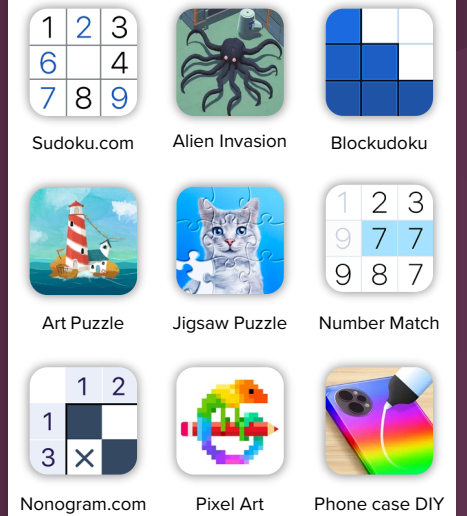 1 2 3
6 4
7 8 9
Sudoku.com
Alien Invasion
Blockudoku
Art Puzzle
Jigsaw Puzzle
1 2 3
9 7 7
9 8 7
Number Match
1 2
1
3
Nonogram.com
Pixel Art
Phone case DIY